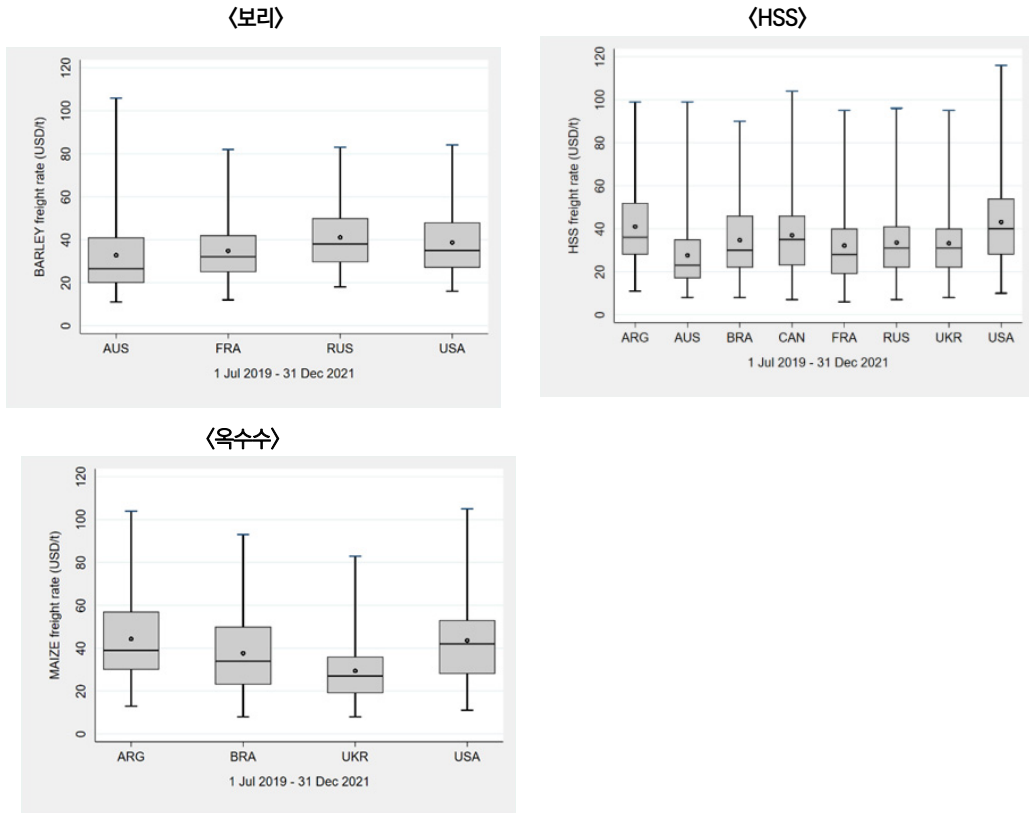 <보리>
BARLEY freight rate (USD/t)
120
100
80
60
40
20
0
AUS FRA RUS USA
1 Jul 2019 - 31 Dec 2021
<HSS>
HSS freight rate (USD/t)
120
100
80
60
40
20
0
ARG AUS BRA CAN FRA RUS UKR USA
1 Jul 2019 - 31 Dec 2021
<옥수수>
MAIZE freight rate (USD/t)
120
100
80
60
40
20
0
ARG BRA UKR USA
1 Jul 2019 - 31 Dec 2021